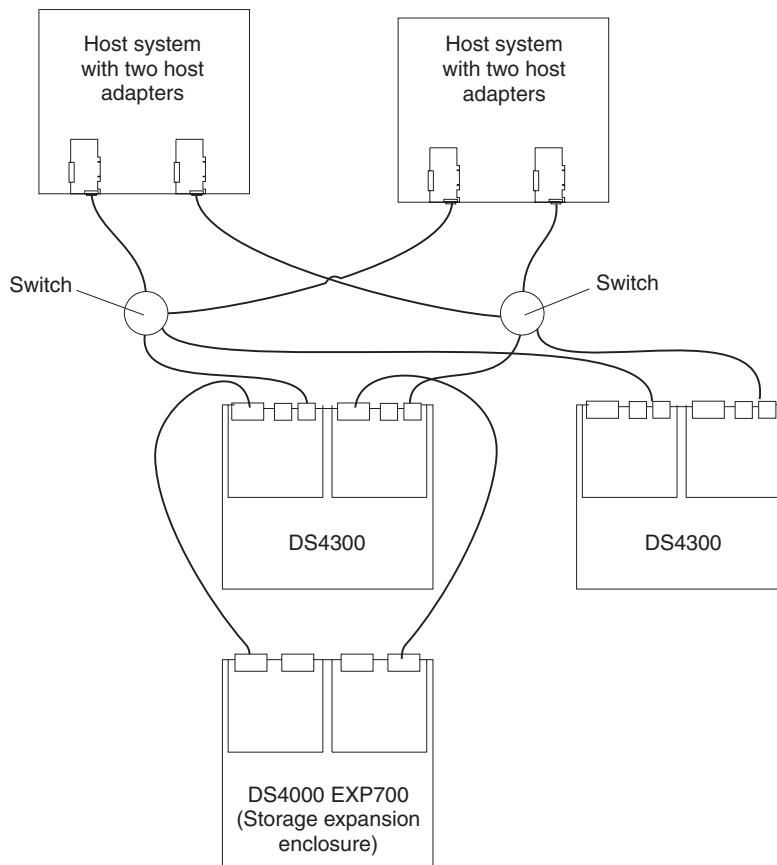 Host system
with two host
adapters
Host system
with two host
adapters
Switch
Switch
DS4300
DS4300
DS4000 EXP700
(Storage expansion
enclosure)